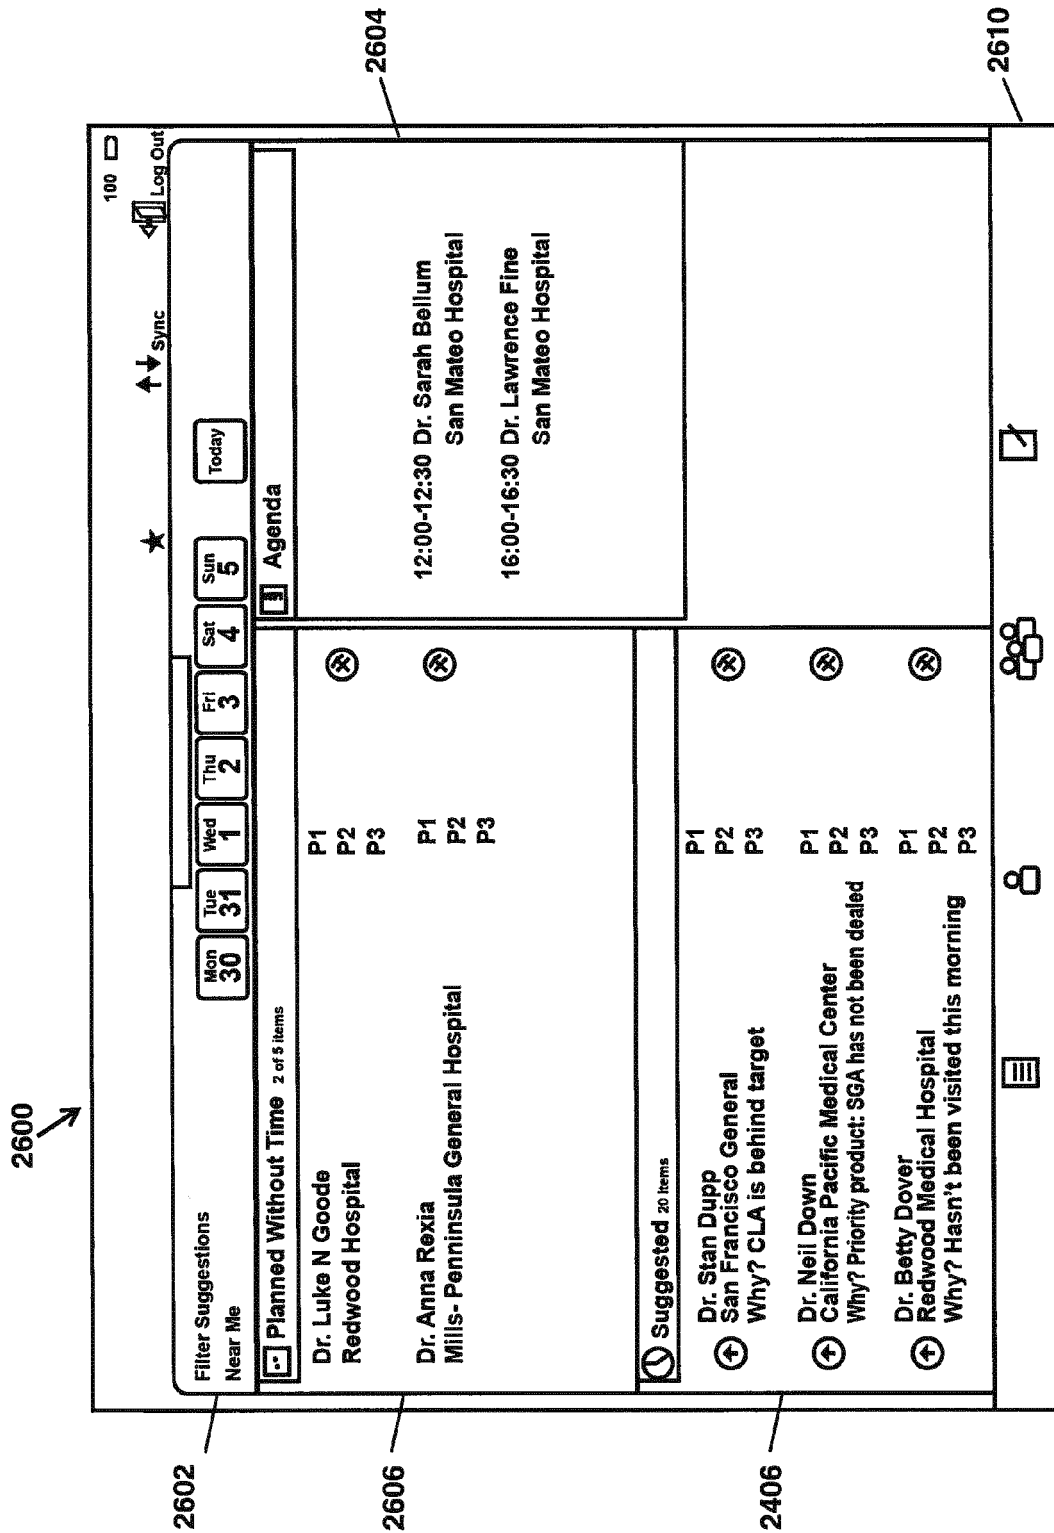 2600
100
Sync
Log Out
2602
Filter Suggestions
Near Me
Mon
30
Tue
31
Wed
1
Thu
2
Fri
3
Sat
4
Sun
5
Today
2604
Planned Without Time 2 of 5 items
2606
Dr. Luke N Goode
Redwood Hospital
P1
P2
P3
Dr. Anna Rexia
Mills- Penninsula General Hospital
P1
P2
P3
Agenda
12:00-12:30 Dr. Sarah Bellum
San Mateo Hospital
16:00-16:30 Dr. Lawrence Fine
San Mateo Hospital
Suggested 20 Items
2406
Dr. Stan Dupp
San Francisco General
Why? CLA is behind target
P1
P2
P3
Dr. Neil Down
California Pacific Medical Center
Why? Priority product: SGA has not been dealed
P1
P2
P3
Dr. Betty Dover
Redwood Medical Hospital
Why? Hasn't been visited this morning
P1
P2
P3
2610